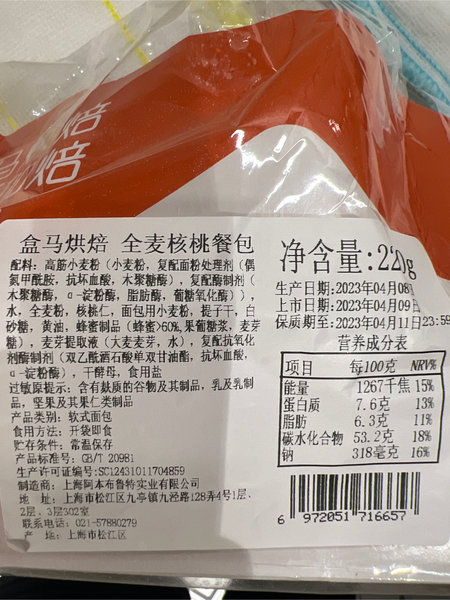 焙
焙
盒马烘焙 全麦核桃餐包
配料：高筋小麦粉（小麦粉，复配面粉处理剂（偶
氮甲酰胺，抗坏血酸，木聚糖酶），复配酶制剂（
木聚糖酶，α-淀粉酶，脂肪酶，葡糖氧化酶））、
水，全麦粉，核桃仁，面包用小麦粉，提子干，白
砂糖，黄油，蜂蜜制品（蜂蜜>60%,果葡糖浆，麦芽
糖），麦芽提取液（大麦麦芽，水），复配抗氧化
剂酶制剂（双乙酰酒石酸单双甘油酯，抗坏血酸，
α-淀粉酶），干酵母，食用盐
过敏原提示：含有麸质的谷物及其制品，乳及乳制
品，坚果及其果仁类制品
产品类型：软式面包
食用方法：开袋即食
贮存条件：常温保存
产品标准号:GB/T 20981
生产许可证编号:SC12431011704859
制造商：上海阿本布鲁特实业有限公司
地 址：上海市松江区九亭镇九泾路128弄4号1层,
2层，3层302室
联系电话：021-57880279
产 地：上海市松江区
净含量:220g
生产日期:2023年04月08
上市日期:2023年04月09日
保质期至:2023年04月11日23:59
营养成分表
项目 每100克 NRV%
能量 1267千焦 15%
蛋白质 7.6克 13%
脂肪 6.3克 11%
碳水化合物 53.2克 18%
钠 318毫克 16%
6 972051 716657